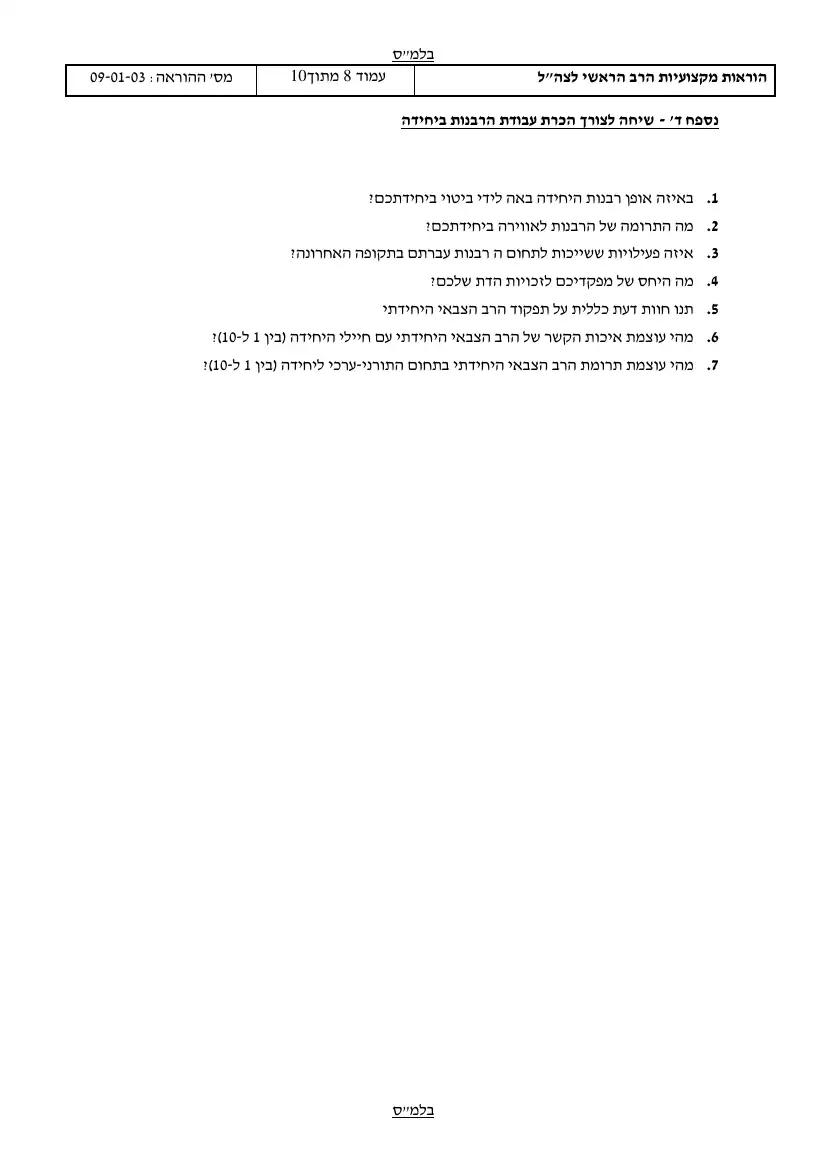 בלמ״ס
הוראות מקצועיות הרב הראשי לצה״ל עמוד 8 מתוך10 מס׳ ההוראה : 09-01-03
נספח ד׳ - שיחה לצורך הכרת עבודת הרבנות ביחידה
1. באיזה אופן רבנות היחידה באה לידי ביטוי ביחידתכם?
2. מה התרומה של הרבנות לאווירה ביחידתכם?
3. איזה פעילויות ששייכות לתחום ה רבנות עברתם בתקופה האחרונה?
4. מה היחס של מפקדיכם לזכויות הדת שלכם?
5. תנו חוות דעת כללית על תפקוד הרב הצבאי היחידתי
6. מהי עוצמת איכות הקשר של הרב הצבאי היחידתי עם חיילי היחידה (בין 1 ל-10)?
7. מהי עוצמת תרומת הרב הצבאי היחידתי בתחום התורני-ערכי ליחידה (בין 1 ל-10)?
בלמ״ס